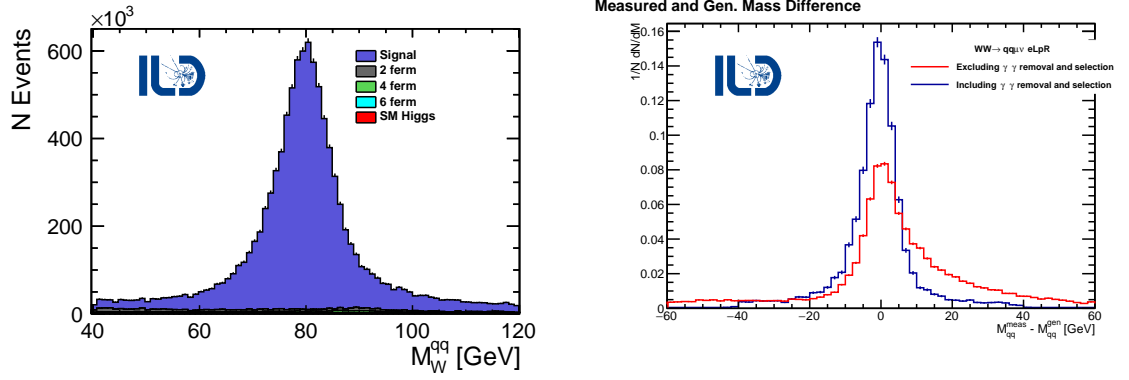 ×10³
N Events
600
400
200
0
40 60 80 100 120
M_W^qq [GeV]
ILD
Signal
2 ferm
4 ferm
6 ferm
SM Higgs
Measured and Gen. Mass Difference
1/N dN/dM
0.16
0.14
0.12
0.1
0.08
0.06
0.04
0.02
0
−60 −40 −20 0 20 40 60
M_qq^meas - M_qq^gen [GeV]
ILD
WW→ qqμν eLpR
Excluding γ γ removal and selection
Including γ γ removal and selection